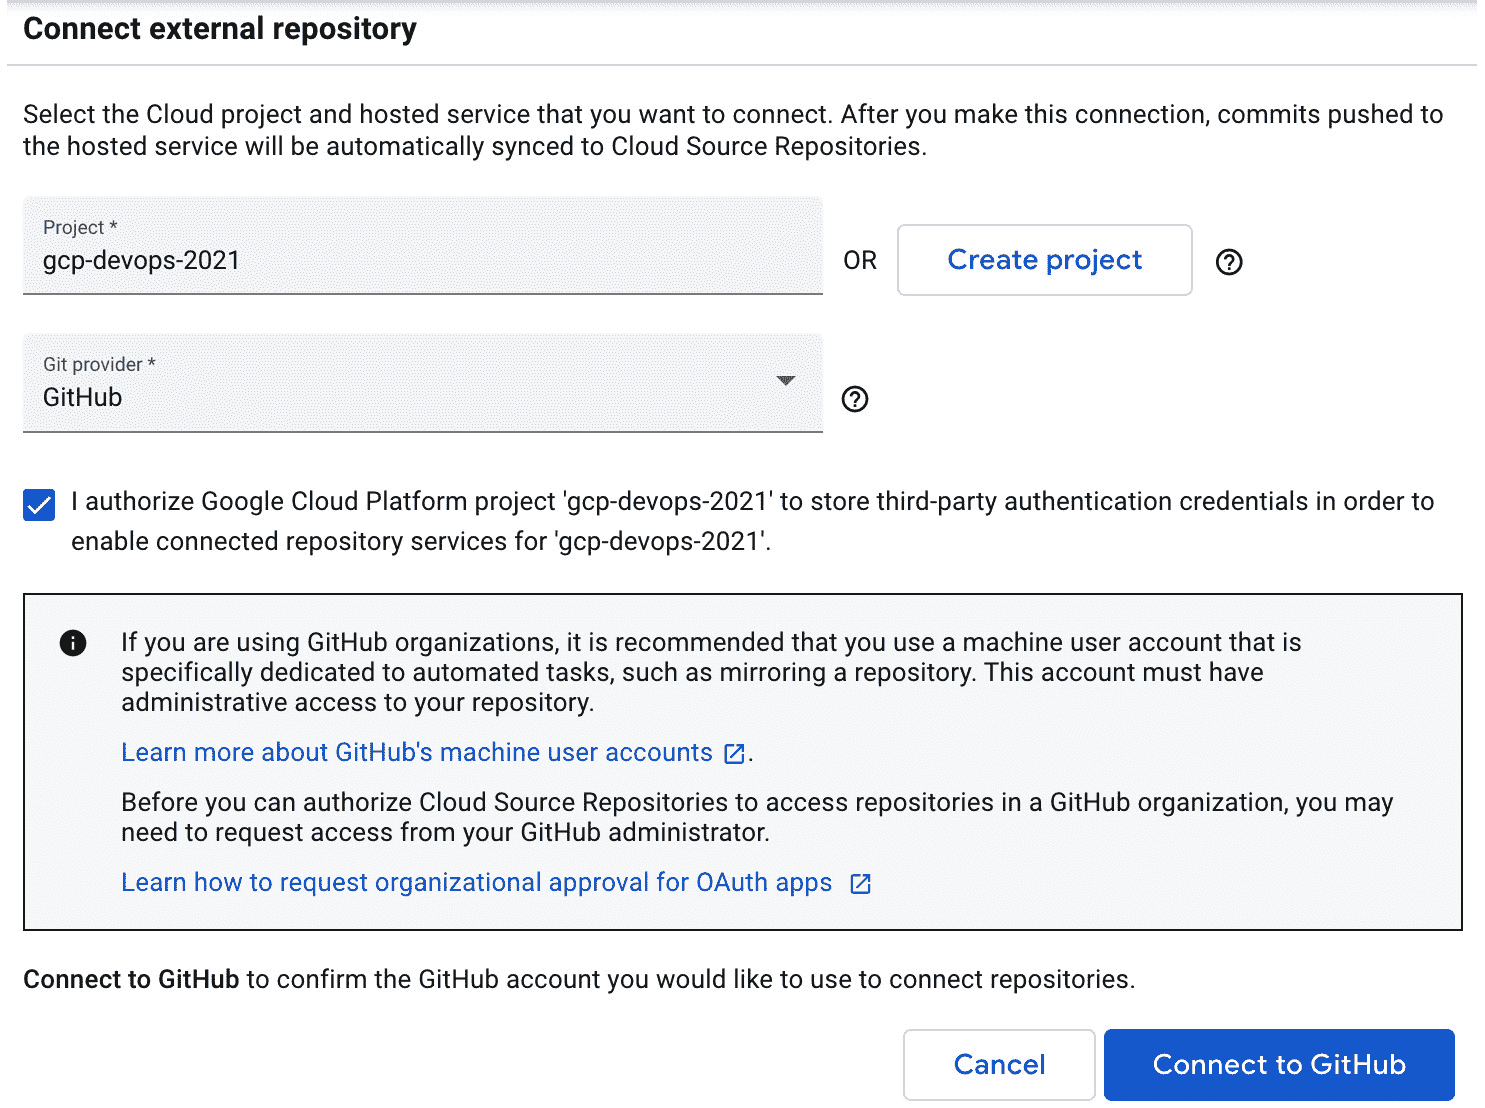 Connect external repository
Select the Cloud project and hosted service that you want to connect. After you make this connection, commits pushed to
the hosted service will be automatically synced to Cloud Source Repositories.
Project *
gcp-devops-2021
OR
Create project
Git provider *
GitHub
I authorize Google Cloud Platform project 'gcp-devops-2021' to store third-party authentication credentials in order to
enable connected repository services for 'gcp-devops-2021'.
If you are using GitHub organizations, it is recommended that you use a machine user account that is
specifically dedicated to automated tasks, such as mirroring a repository. This account must have
administrative access to your repository.
Learn more about GitHub's machine user accounts .
Before you can authorize Cloud Source Repositories to access repositories in a GitHub organization, you may
need to request access from your GitHub administrator.
Learn how to request organizational approval for OAuth apps
Connect to GitHub to confirm the GitHub account you would like to use to connect repositories.
Cancel
Connect to GitHub